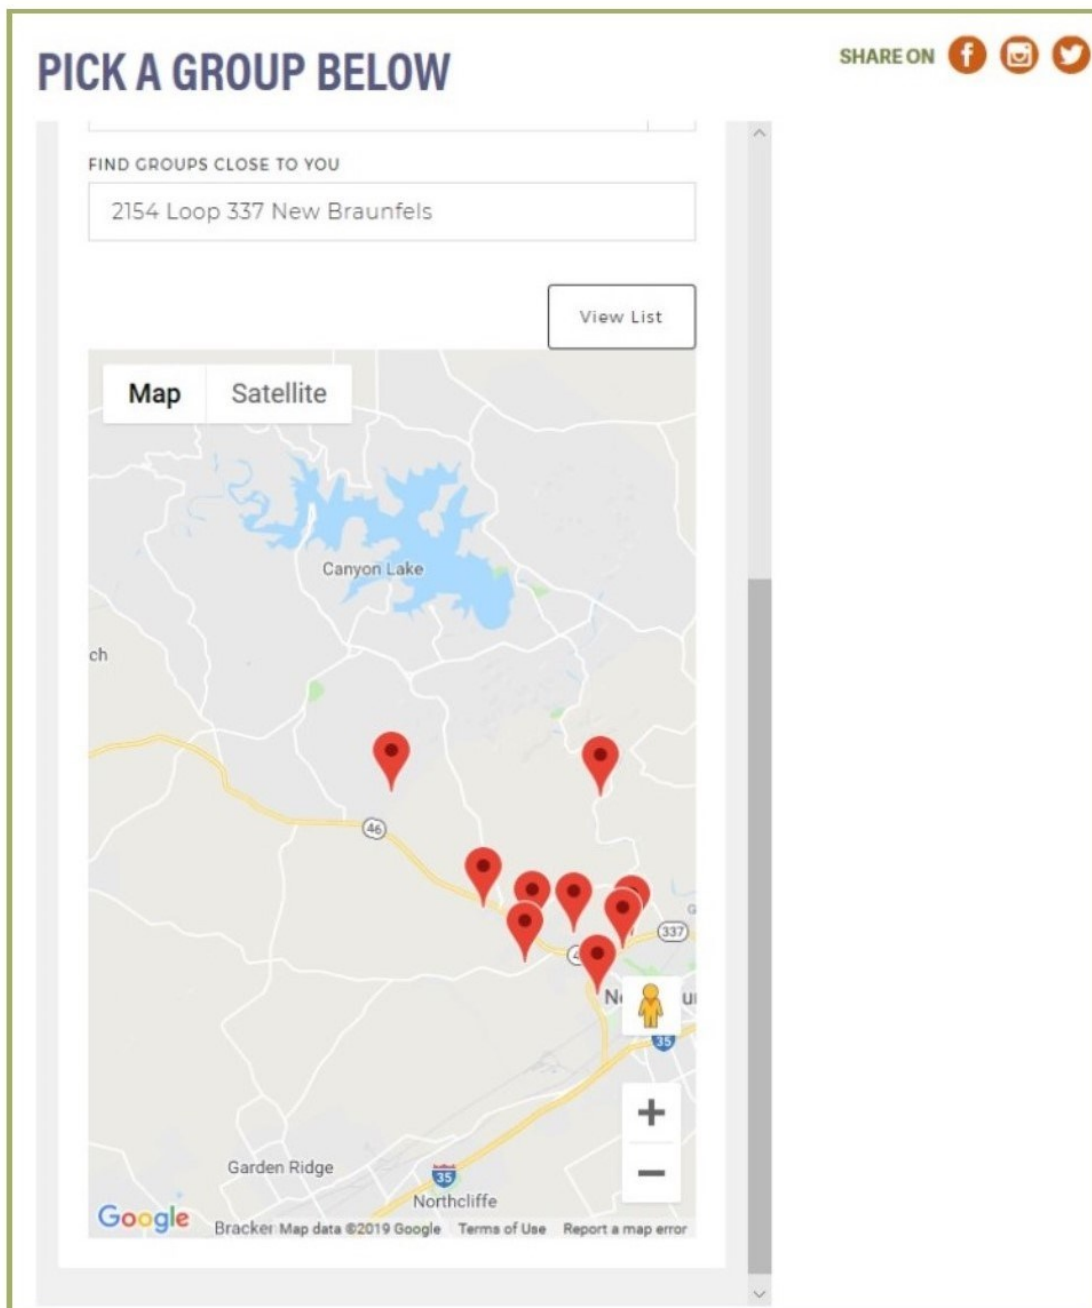 PICK A GROUP BELOW
SHARE ON
FIND GROUPS CLOSE TO YOU
2154 Loop 337 New Braunfels
View List
Map Satellite
Canyon Lake
ch
46
337
35
Garden Ridge
35
Northcliffe
Google
Bracken Map data ©2019 Google Terms of Use Report a map error